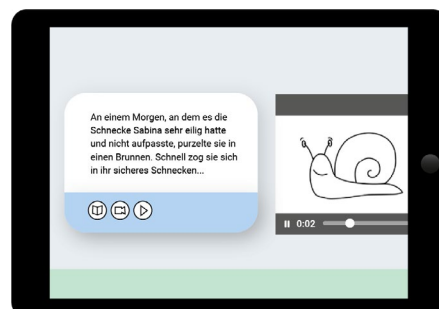 An einem Morgen, an dem es die
Schnecke Sabina sehr eilig hatte
und nicht aufpasste, purzelte sie in
einen Brunnen. Schnell zog sie sich
in ihr sicheres Schnecken...
0:02